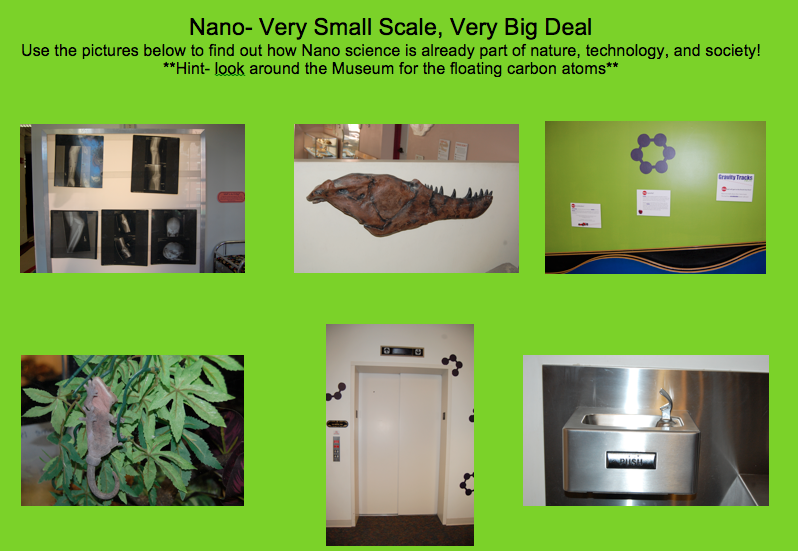 Nano- Very Small Scale, Very Big Deal
Use the pictures below to find out how Nano science is already part of nature, technology, and society!
**Hint- look around the Museum for the floating carbon atoms**
Gravity Tracks
PUSH